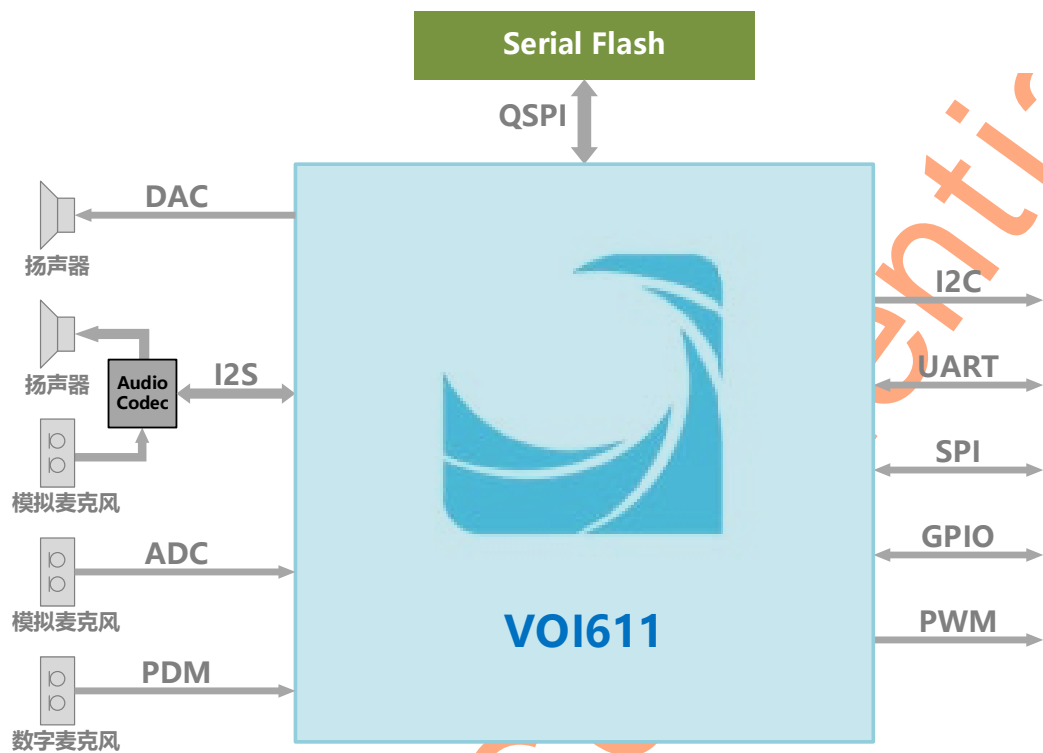 Serial Flash
QSPI
DAC
扬声器
扬声器
Audio
Codec
I2S
模拟麦克风
ADC
模拟麦克风
PDM
数字麦克风
VOI611
I2C
UART
SPI
GPIO
PWM